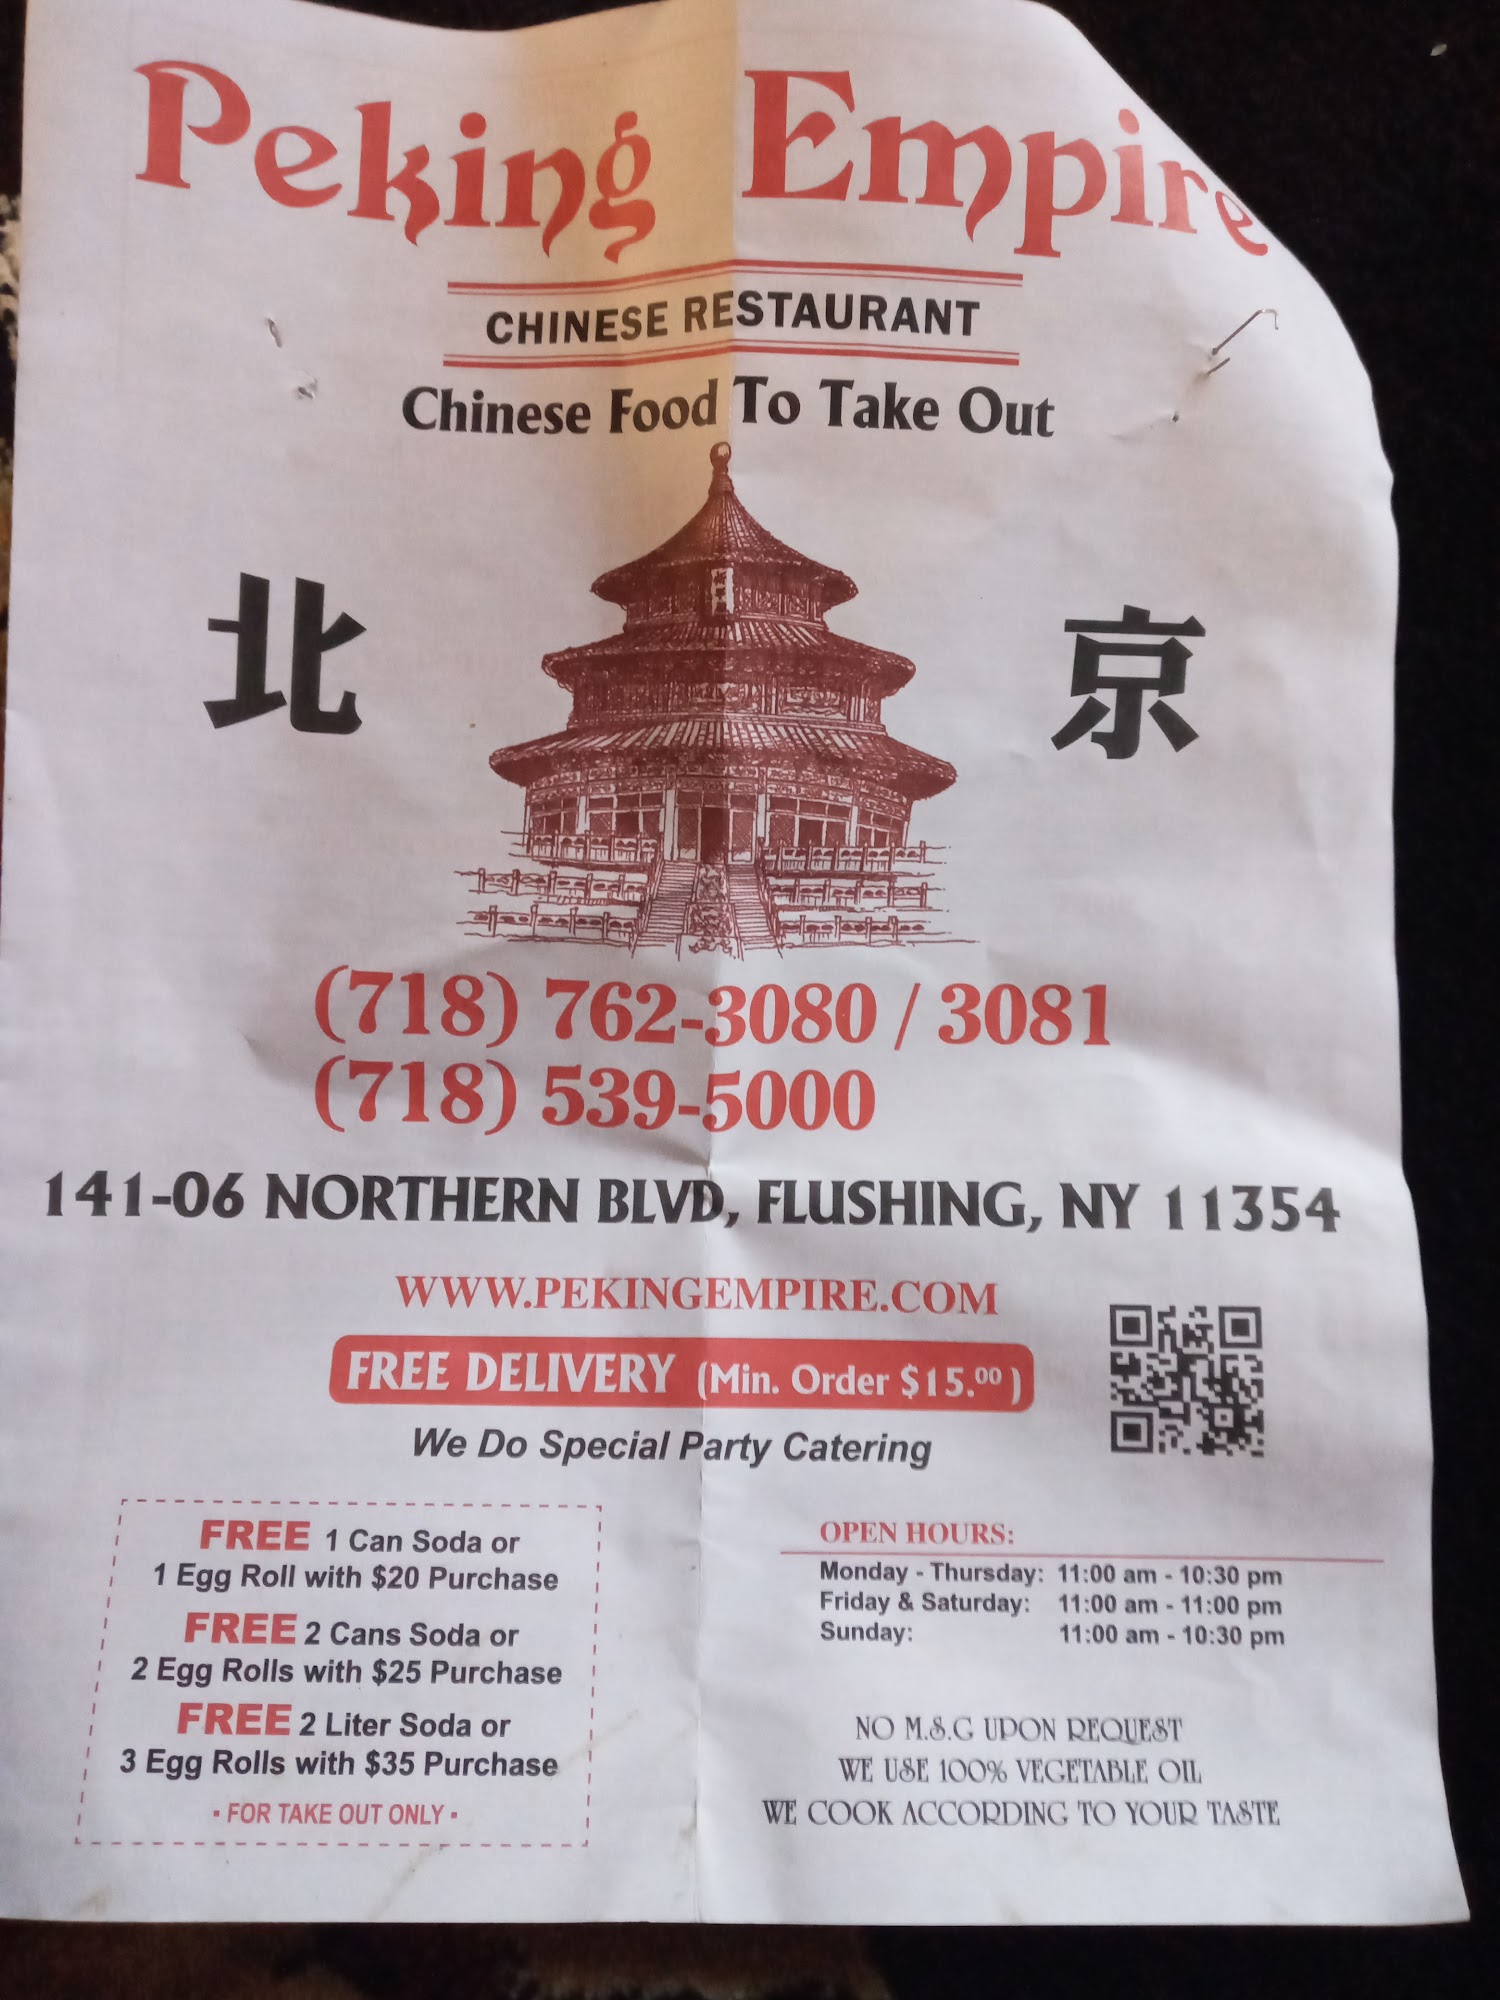 Peking Empire
CHINESE RESTAURANT
Chinese Food To Take Out
北 京
(718) 762-3080 / 3081
(718) 539-5000
141-06 NORTHERN BLVD, FLUSHING, NY 11354
WWW.PEKINGEMPIRE.COM
FREE DELIVERY (Min. Order $15.00)
We Do Special Party Catering
FREE 1 Can Soda or
1 Egg Roll with $20 Purchase
FREE 2 Cans Soda or
2 Egg Rolls with $25 Purchase
FREE 2 Liter Soda or
3 Egg Rolls with $35 Purchase
▪ FOR TAKE OUT ONLY ▪
OPEN HOURS:
Monday - Thursday: 11:00 am - 10:30 pm
Friday & Saturday: 11:00 am - 11:00 pm
Sunday: 11:00 am - 10:30 pm
NO M.S.G UPON REQUEST
WE USE 100% VEGETABLE OIL
WE COOK ACCORDING TO YOUR TASTE